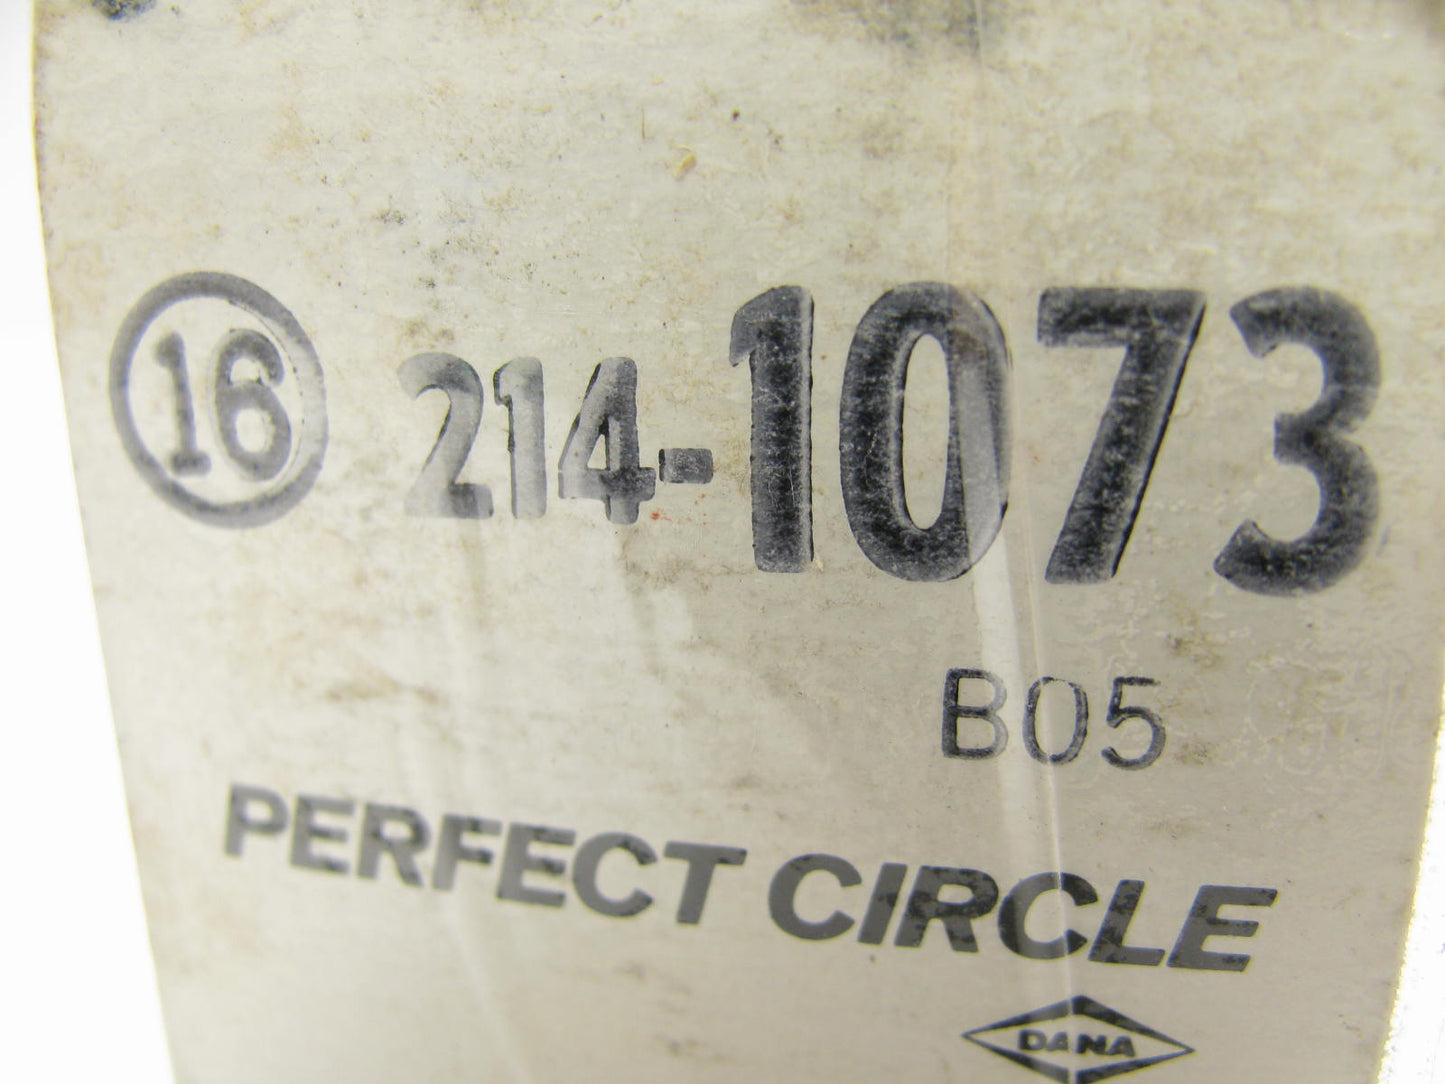 16 214-1073
B05
PERFECT CIRCLE
DANA